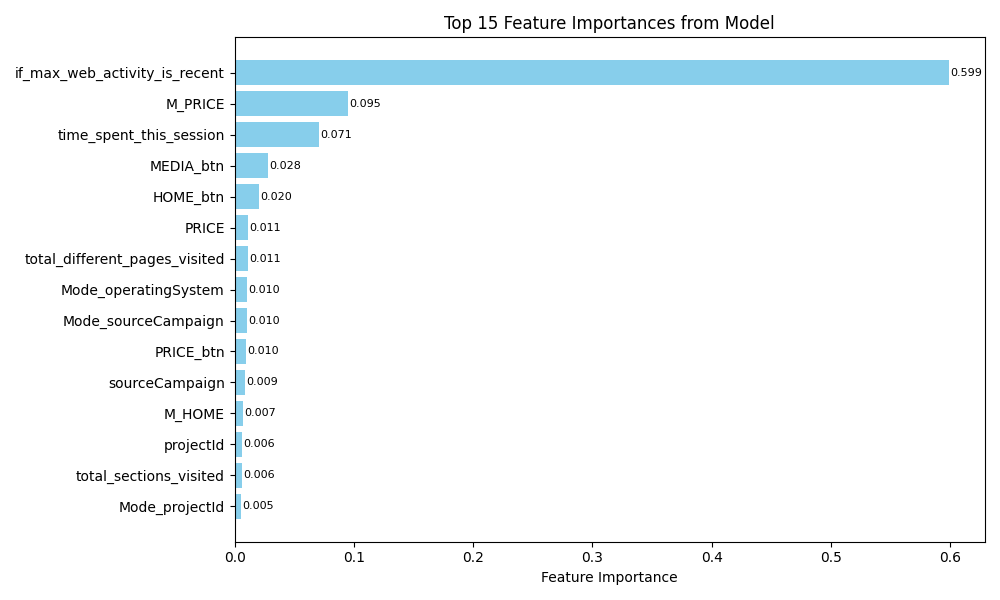 Top 15 Feature Importances from Model
if_max_web_activity_is_recent 0.599
M_PRICE 0.095
time_spent_this_session 0.071
MEDIA_btn 0.028
HOME_btn 0.020
PRICE 0.011
total_different_pages_visited 0.011
Mode_operatingSystem 0.010
Mode_sourceCampaign 0.010
PRICE_btn 0.010
sourceCampaign 0.009
M_HOME 0.007
projectId 0.006
total_sections_visited 0.006
Mode_projectId 0.005
0.0 0.1 0.2 0.3 0.4 0.5 0.6
Feature Importance